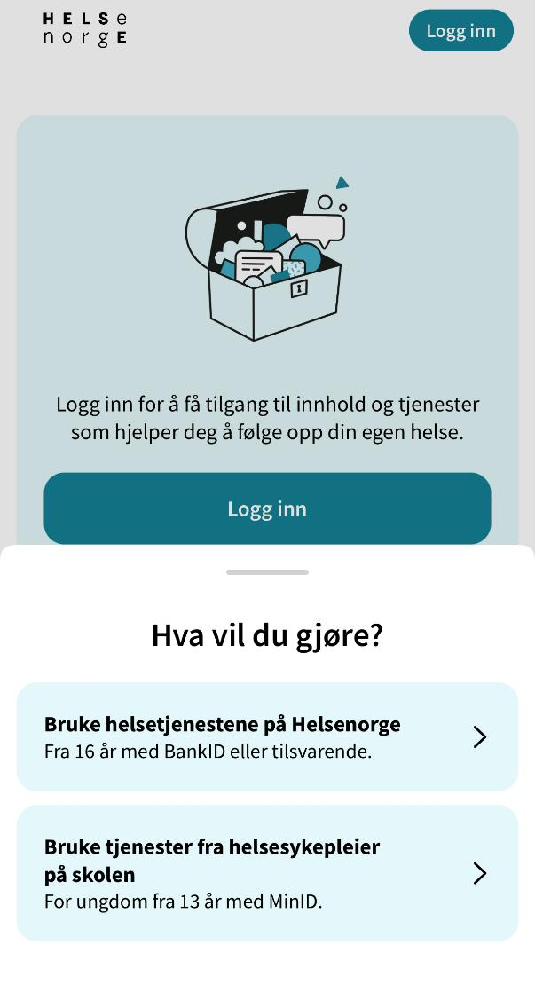 HELSe
norgE
Logg inn
Logg inn for å få tilgang til innhold og tjenester
som hjelper deg å følge opp din egen helse.
Logg inn
Hva vil du gjøre?
Bruke helsetjenestene på Helsenorge
Fra 16 år med BankID eller tilsvarende.
Bruke tjenester fra helsesykepleier
på skolen
For ungdom fra 13 år med MinID.